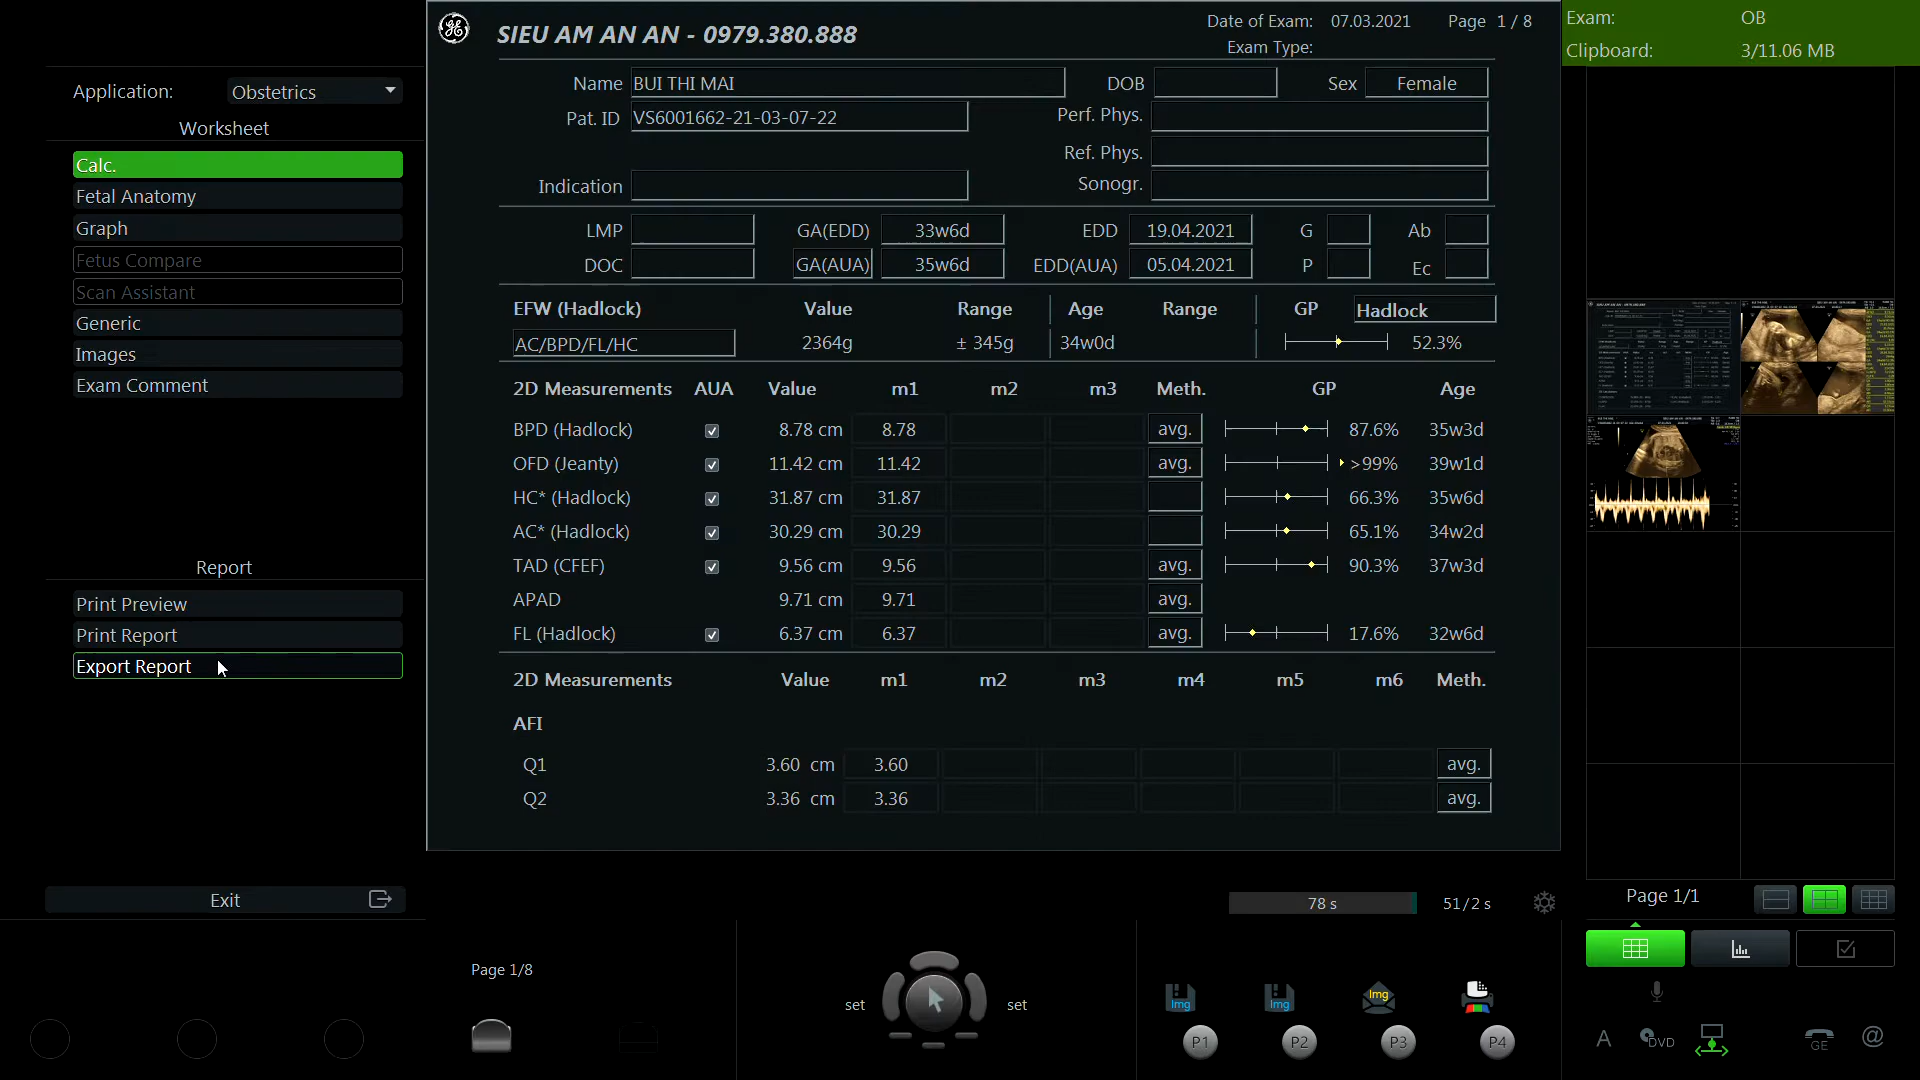 SIEU AM AN AN - 0979.380.888
Date of Exam: 07.03.2021 Page 1 / 8
Exam Type:
Exam: OB
Clipboard: 3/11.06 MB
Application: Obstetrics
Worksheet
Calc.
Fetal Anatomy
Graph
Fetus Compare
Scan Assistant
Generic
Images
Exam Comment
Report
Print Preview
Print Report
Export Report
Exit
Name BUI THI MAI DOB Sex Female
Pat. ID VS6001662-21-03-07-22 Perf. Phys.
Ref. Phys.
Indication Sonogr.
LMP GA(EDD) 33w6d EDD 19.04.2021 G Ab
DOC GA(AUA) 35w6d EDD(AUA) 05.04.2021 P Ec
EFW (Hadlock) Value Range Age Range GP Hadlock
AC/BPD/FL/HC 2364g ± 345g 34w0d 52.3%
2D Measurements AUA Value m1 m2 m3 Meth. GP Age
BPD (Hadlock) 8.78 cm 8.78 avg. 87.6% 35w3d
OFD (Jeanty) 11.42 cm 11.42 avg. >99% 39w1d
HC* (Hadlock) 31.87 cm 31.87 66.3% 35w6d
AC* (Hadlock) 30.29 cm 30.29 65.1% 34w2d
TAD (CFEF) 9.56 cm 9.56 avg. 90.3% 37w3d
APAD 9.71 cm 9.71 avg.
FL (Hadlock) 6.37 cm 6.37 avg. 17.6% 32w6d
2D Measurements Value m1 m2 m3 m4 m5 m6 Meth.
AFI
Q1 3.60 cm 3.60 avg.
Q2 3.36 cm 3.36 avg.
78 s 51/2 s
Page 1/1
Page 1/8
set set
Img Img Img
P1 P2 P3 P4
A DVD GE @